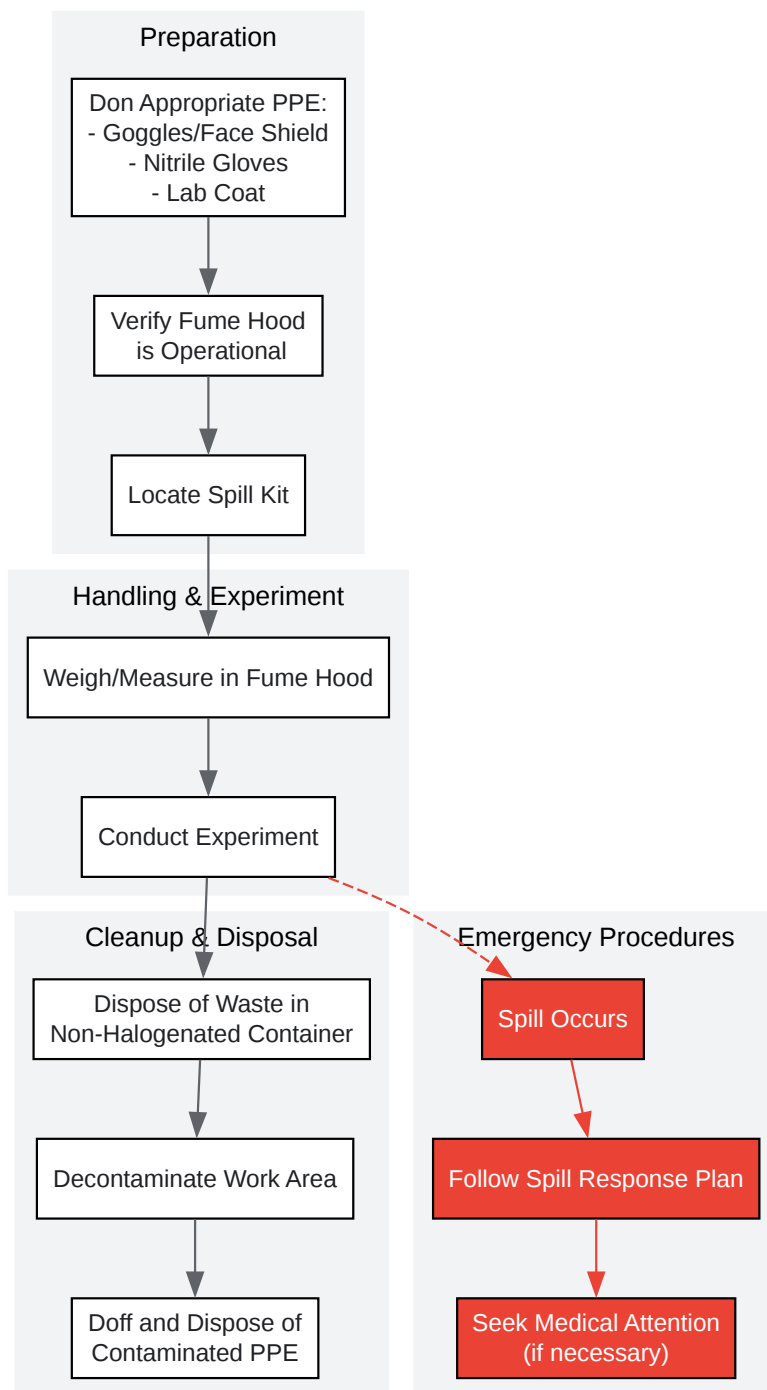 Preparation
Don Appropriate PPE:
- Goggles/Face Shield
- Nitrile Gloves
- Lab Coat
Verify Fume Hood
is Operational
Locate Spill Kit
Handling & Experiment
Weigh/Measure in Fume Hood
Conduct Experiment
Cleanup & Disposal
Dispose of Waste in
Non-Halogenated Container
Decontaminate Work Area
Doff and Dispose of
Contaminated PPE
Emergency Procedures
Spill Occurs
Follow Spill Response Plan
Seek Medical Attention
(if necessary)